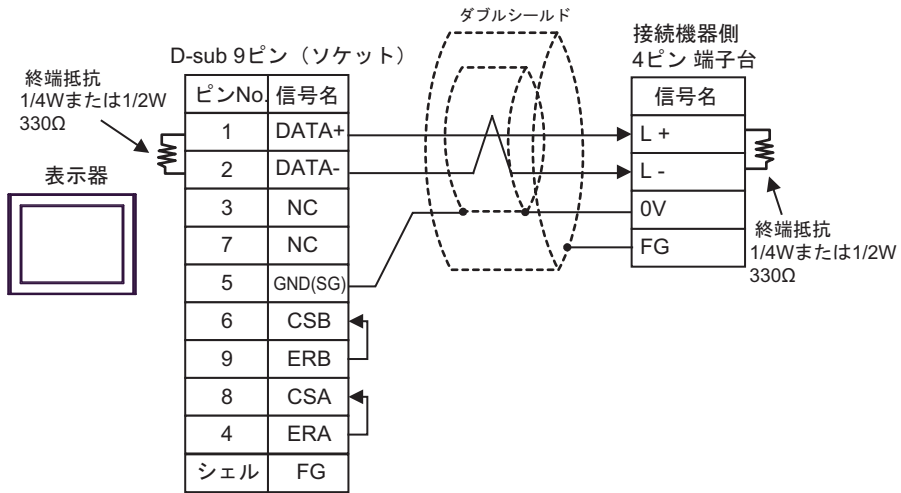 ダブルシールド
D-sub 9ピン（ソケット）
接続機器側
4ピン 端子台
終端抵抗
1/4Wまたは1/2W
330Ω
表示器
ピンNo. 信号名
1 DATA+
2 DATA-
3 NC
7 NC
5 GND(SG)
6 CSB
9 ERB
8 CSA
4 ERA
シェル FG
信号名
L +
L -
0V
FG
終端抵抗
1/4Wまたは1/2W
330Ω